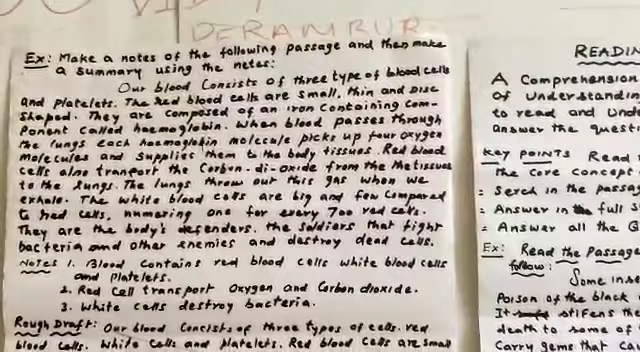 PERAMBUR
Ex: Make a notes of the following passage and then make
a summary using the notes:
Our blood Consists of three type of blood cells
and platelets. The Red blood cells are small, thin and Disc
Shaped. They are composed of an iron Containing Com-
Ponent called haemoglobin. When blood passes through
the lungs each haemoglobin molecule picks up four oxygen
Molecules and supplies them to the body tissues. Red blood
cells also tranport the Carbon-di-oxide from the tissues
to the Lungs. The lungs throw out this gas when we
exhale. The white blood cells are big and few Compared
to Red cells, numering one for every 700 red cells.
They are the body's defenders, the soldiers that fight
bacteria and other enemies and destroy dead cells.
NOTES 1. Blood contains red blood cells white blood cells
and Platelets.
2. Red Cell transport Oxygen and Carbon dioxide.
3. White cells destroy bacteria.
Rough Draft: Our blood Consists of three types of cells. red
blood cells, White cells and platelets. Red blood cells are small
READIN
A Comprehension
Of Understandin
to read and Unde
answer the questi
Key POINTS Read
the Core Concept
= Serch in the passag
= Answer in full s
= Answer all the G
Ex: Read the Passage
follow:
Some inse
Poison of the black
It stifens the
death to some of
Carry gems that ca